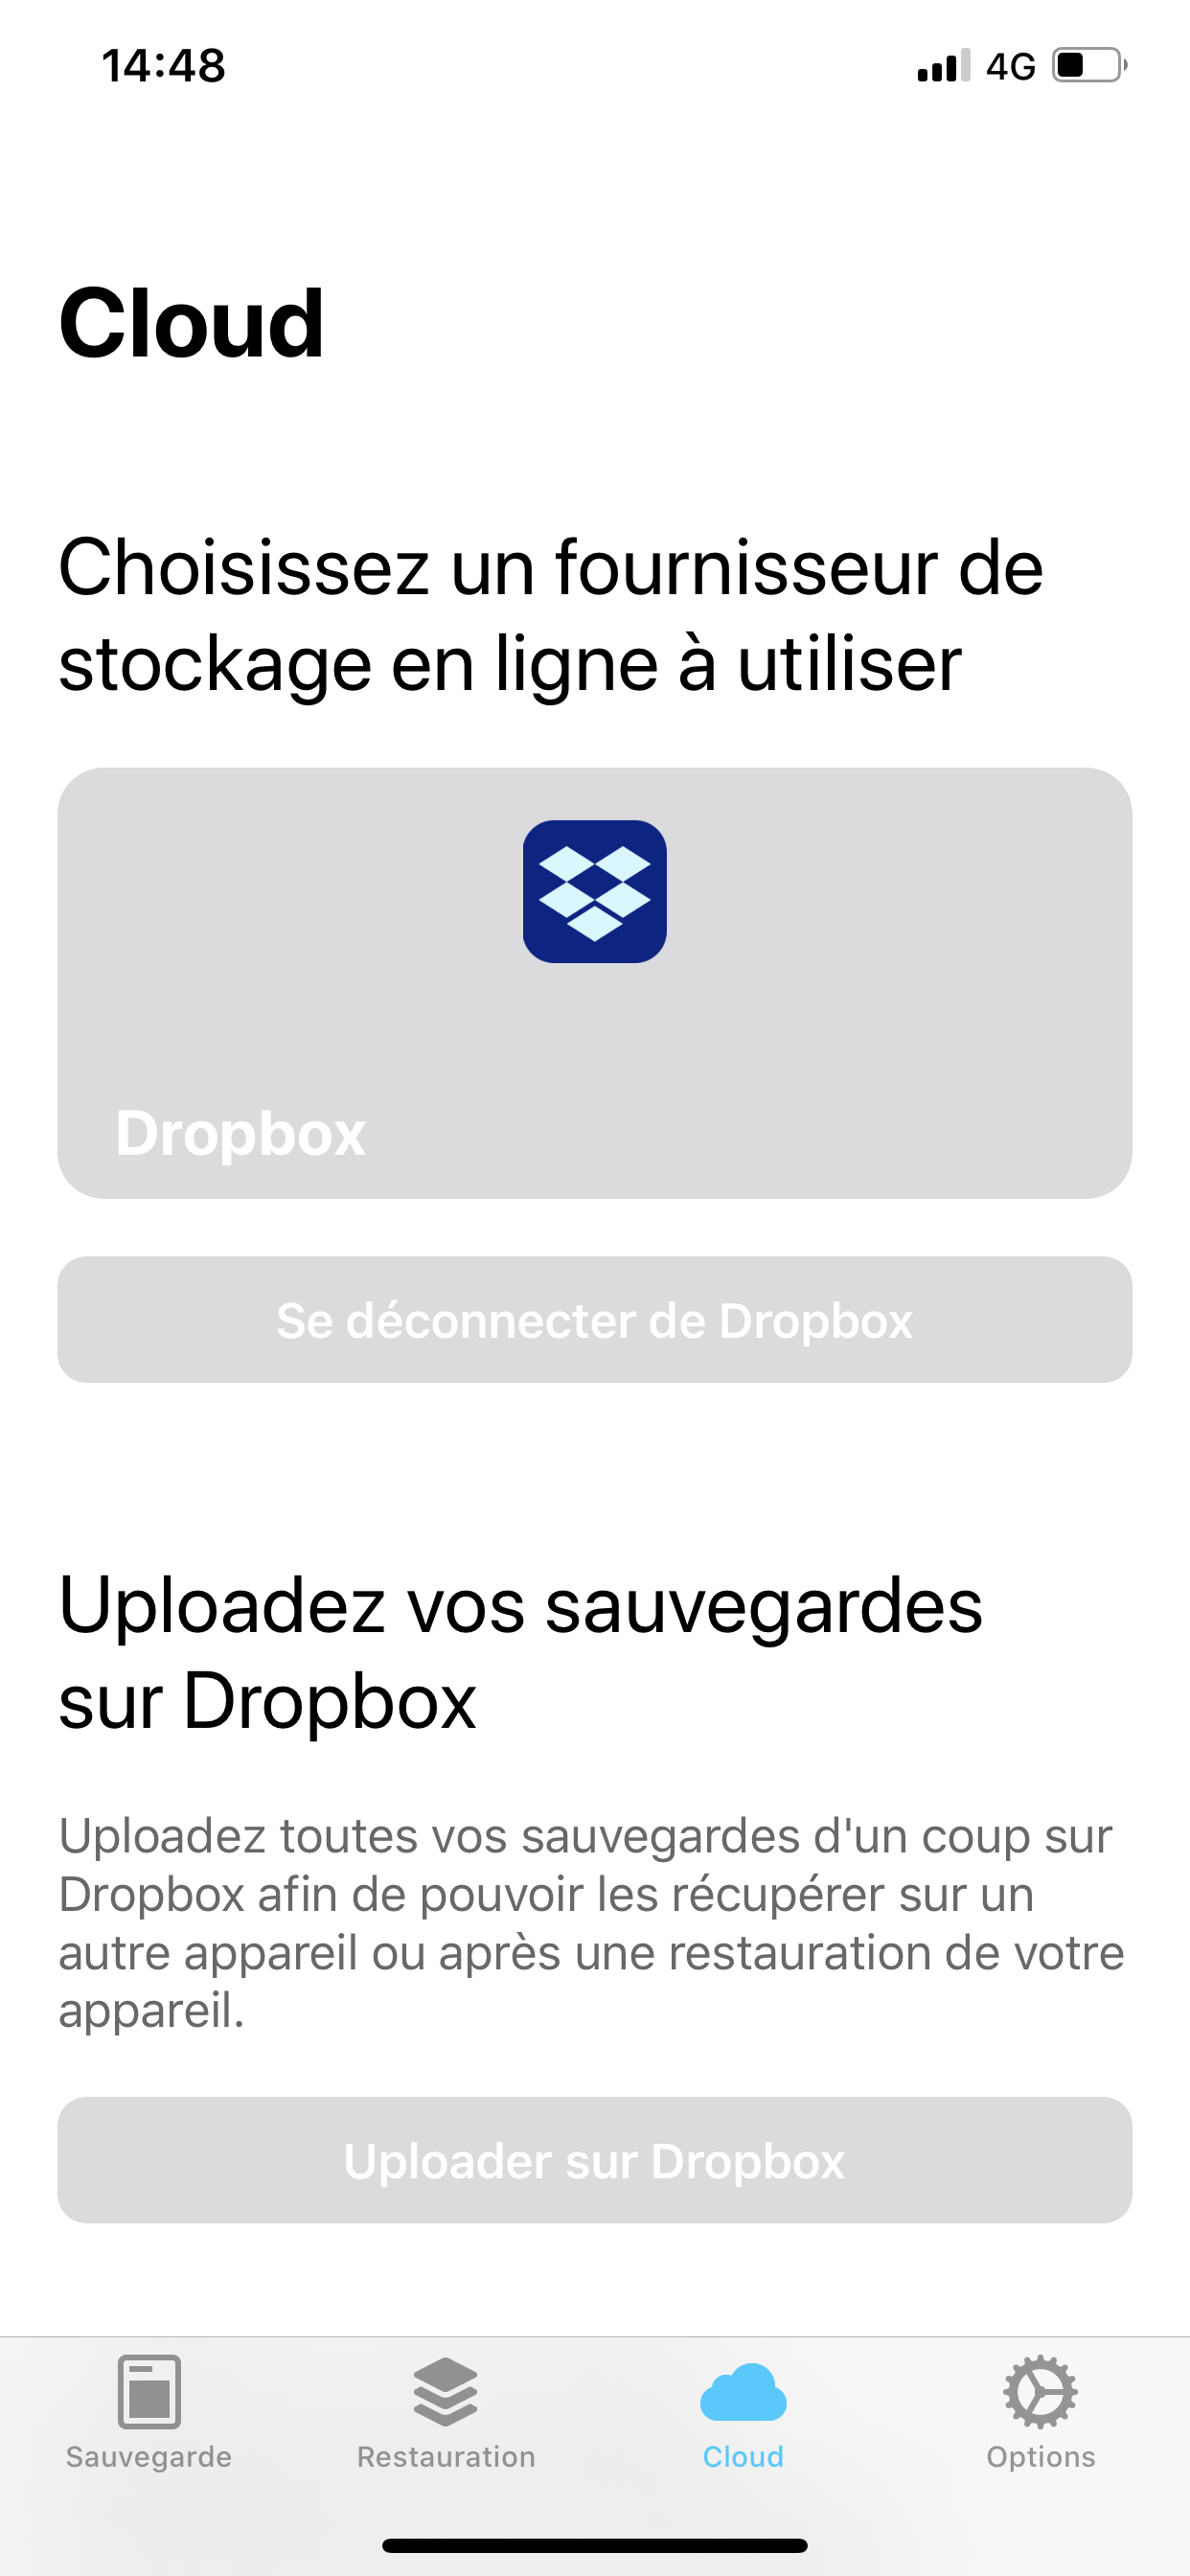 14:48
4G
Cloud
Choisissez un fournisseur de
stockage en ligne à utiliser
Dropbox
Se déconnecter de Dropbox
Uploadez vos sauvegardes
sur Dropbox
Uploadez toutes vos sauvegardes d'un coup sur
Dropbox afin de pouvoir les récupérer sur un
autre appareil ou après une restauration de votre
appareil.
Uploader sur Dropbox
Sauvegarde
Restauration
Cloud
Options